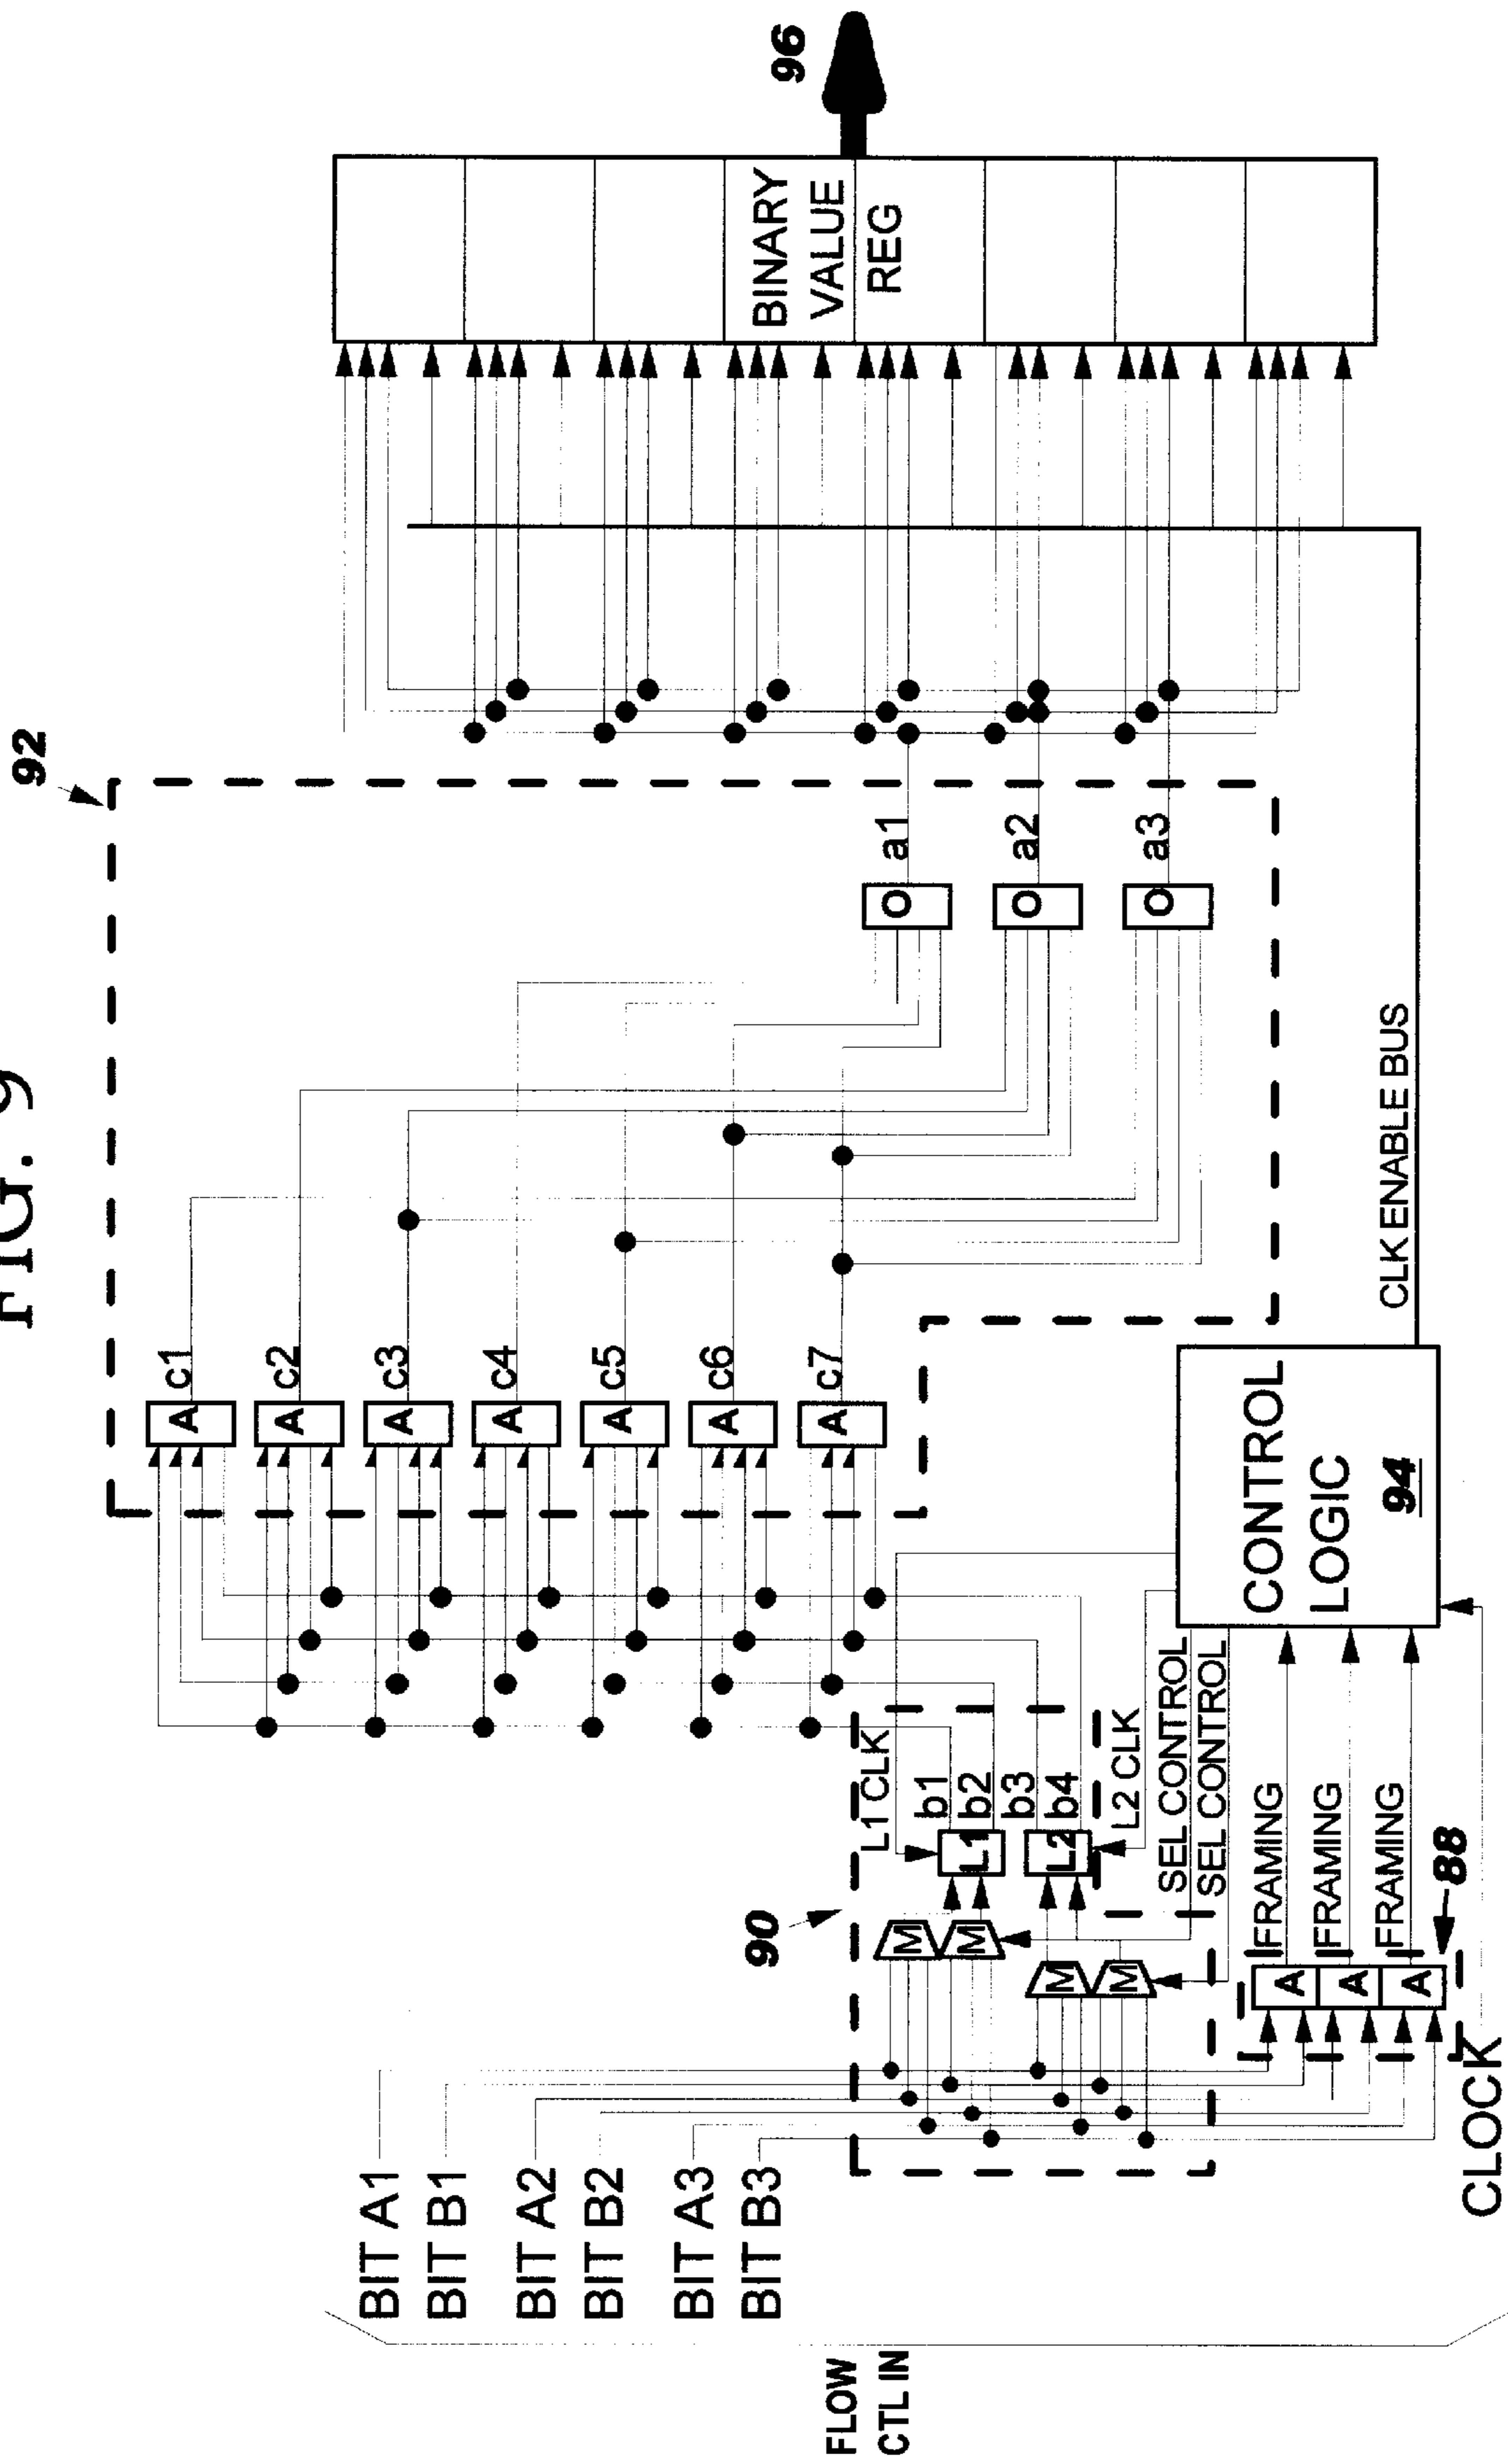 FIG. 9
92
96
BINARY
VALUE
REG
A c1
A c2
A c3
A c4
A c5
A c6
A c7
O a1
O a2
O a3
90
L1 CLK
b1
L1 b2
b3
L2 b4
L2 CLK
M
M
M
M
SEL CONTROL
SEL CONTROL
CONTROL
LOGIC
94
CLK ENABLE BUS
FRAMING
FRAMING
FRAMING
A
A
A
88
BIT A1
BIT B1
BIT A2
BIT B2
BIT A3
BIT B3
CLOCK
FLOW
CTL IN